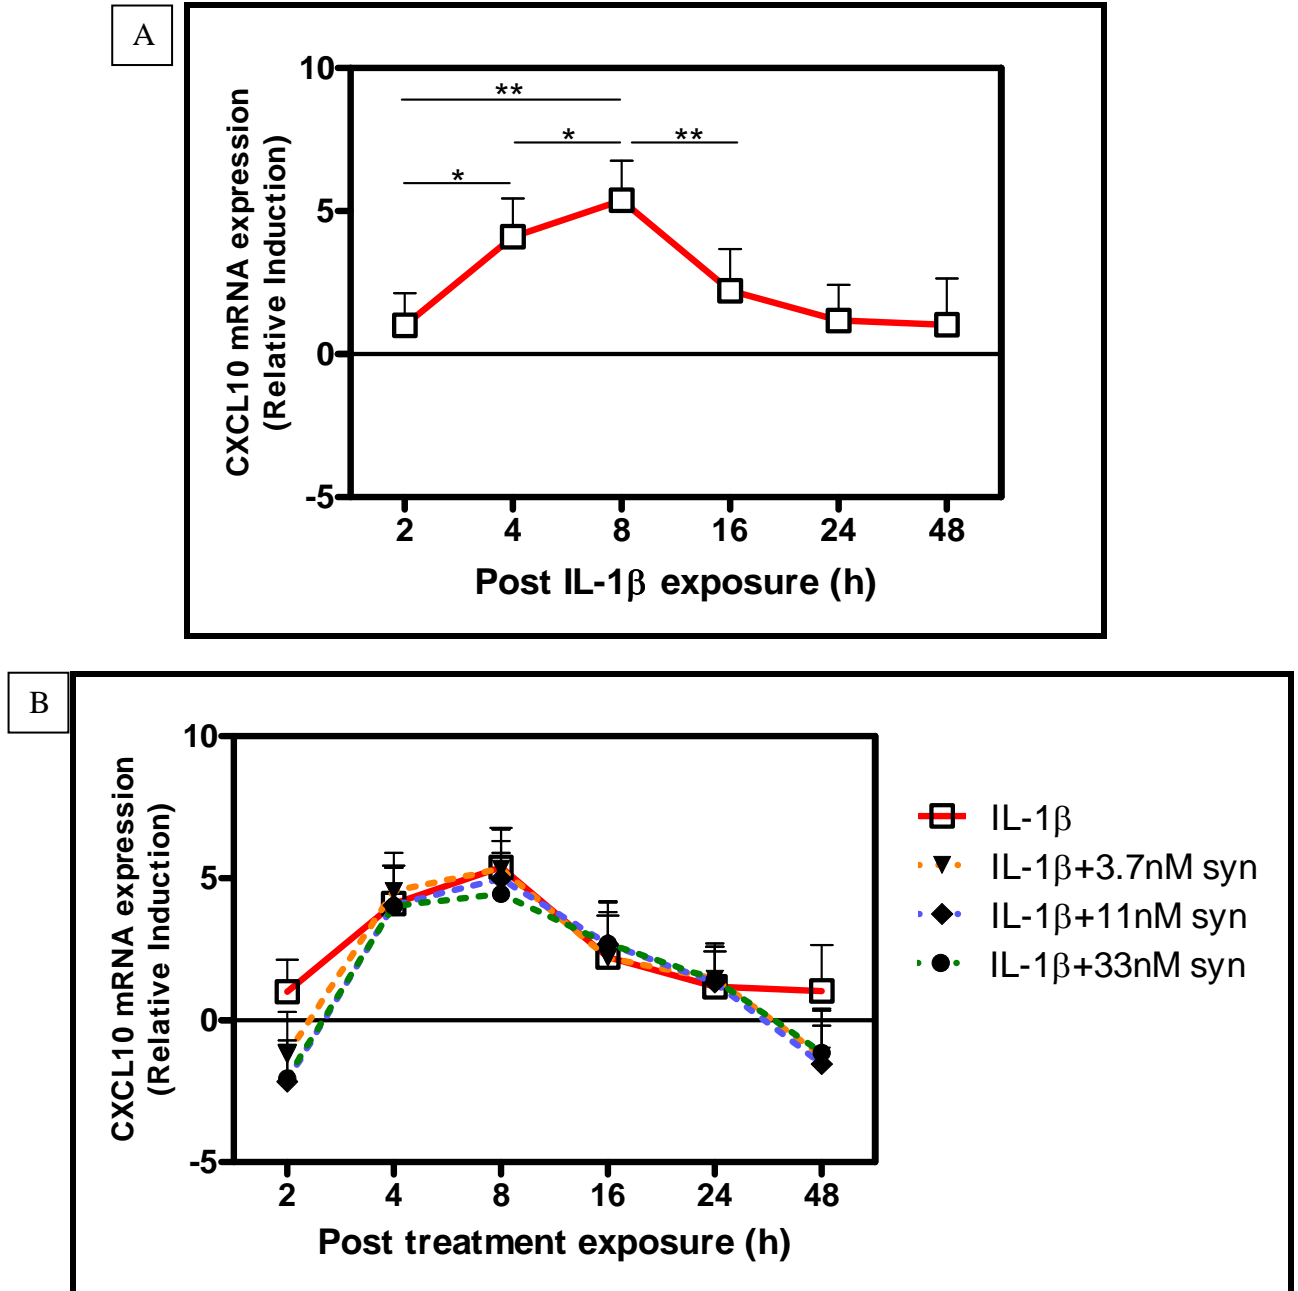 A
CXCL10 mRNA expression
(Relative Induction)
10
5
0
-5
**
*
**
*
2 4 8 16 24 48
Post IL-1β exposure (h)
B
CXCL10 mRNA expression
(Relative Induction)
10
5
0
-5
2 4 8 16 24 48
Post treatment exposure (h)
IL-1β
IL-1β+3.7nM syn
IL-1β+11nM syn
IL-1β+33nM syn